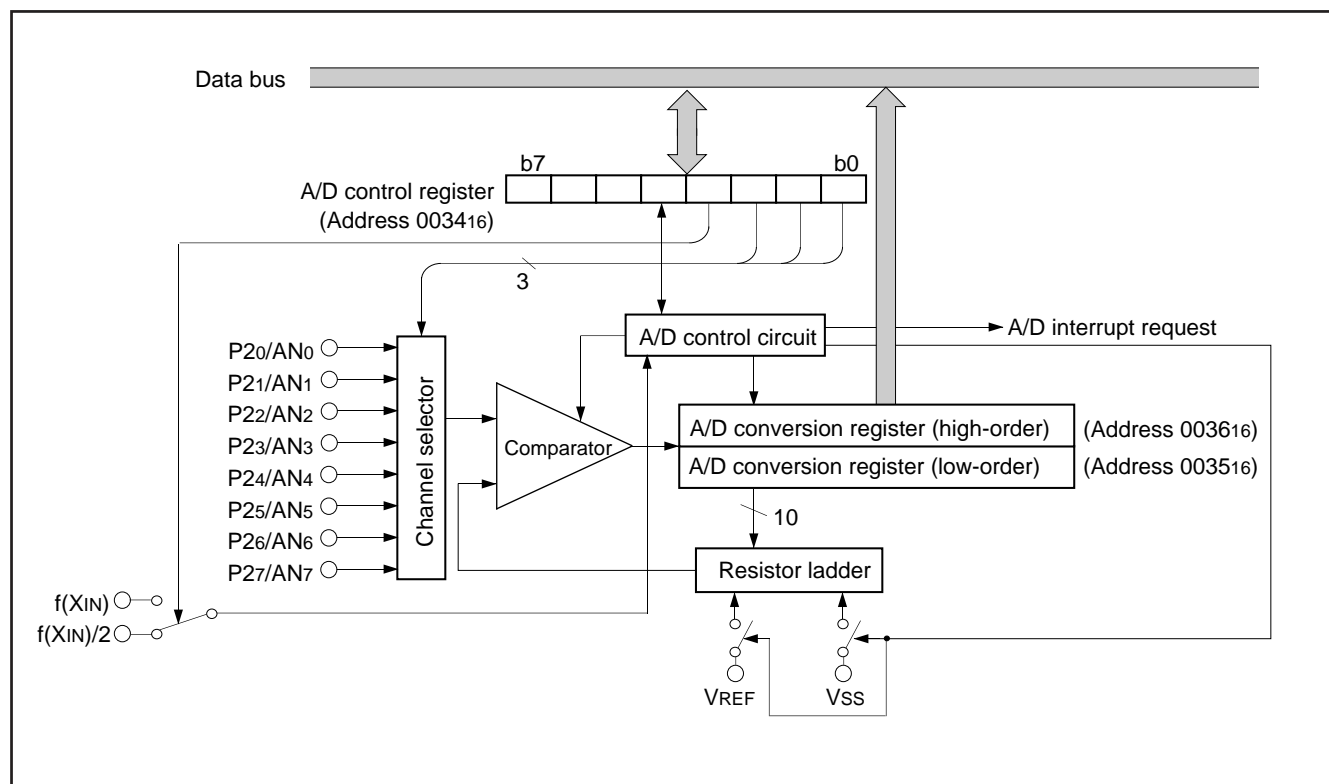 Data bus
b7
b0
A/D control register
(Address 003416)
3
A/D control circuit
A/D interrupt request
P20/AN0
P21/AN1
P22/AN2
P23/AN3
P24/AN4
P25/AN5
P26/AN6
P27/AN7
Channel selector
Comparator
A/D conversion register (high-order)
(Address 003616)
A/D conversion register (low-order)
(Address 003516)
10
Resistor ladder
f(XIN)
f(XIN)/2
VREF
VSS